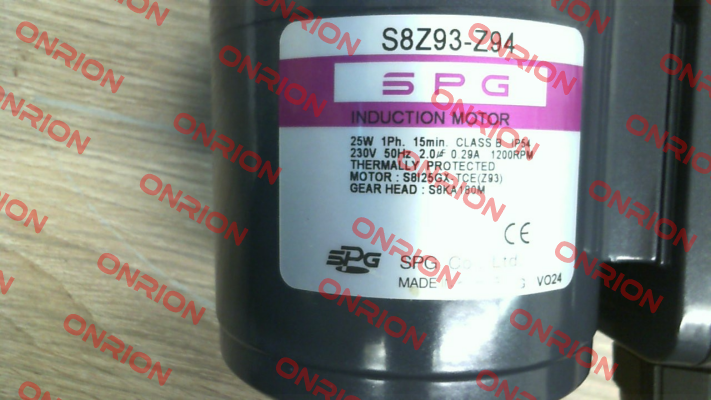 S8Z93-Z94
SPG
INDUCTION MOTOR
25W 1Ph. 15min. CLASS B IP54
230V 50Hz 2.0㎌ 0.29A 1200RPM
THERMALLY PROTECTED
MOTOR : S8I25GX-TCE(Z93)
GEAR HEAD : S8KA180M
CE
SPG SPG Co., Ltd.
MADE VO24
ONRION